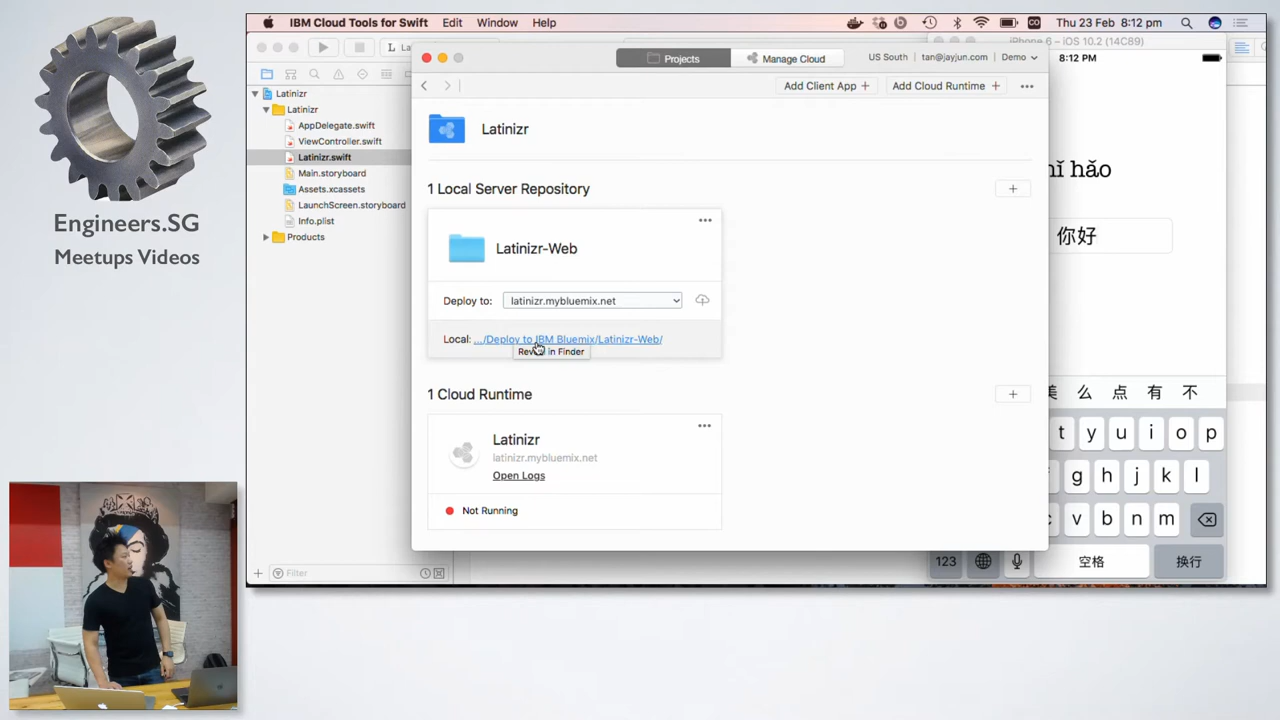 Engineers.SG
Meetups Videos
IBM Cloud Tools for Swift Edit Window Help
Thu 23 Feb 8:12 pm
iPhone 6 – iOS 10.2 (14C89)
Projects
Manage Cloud
US South
tan@jayjun.com
Demo
Add Client App +
Add Cloud Runtime +
8:12 PM
Latinizr
Latinizr
AppDelegate.swift
ViewController.swift
Latinizr.swift
Main.storyboard
Assets.xcassets
LaunchScreen.storyboard
Info.plist
Products
Filter
Latinizr
1 Local Server Repository
Latinizr-Web
Deploy to: latinizr.mybluemix.net
Local: .../Deploy to IBM Bluemix/Latinizr-Web/
Reveal in Finder
1 Cloud Runtime
Latinizr
latinizr.mybluemix.net
Open Logs
Not Running
ǐ hǎo
你好
美 么 点 有 不
t y u i o p
g h j k l
v b n m
123 空格 换行